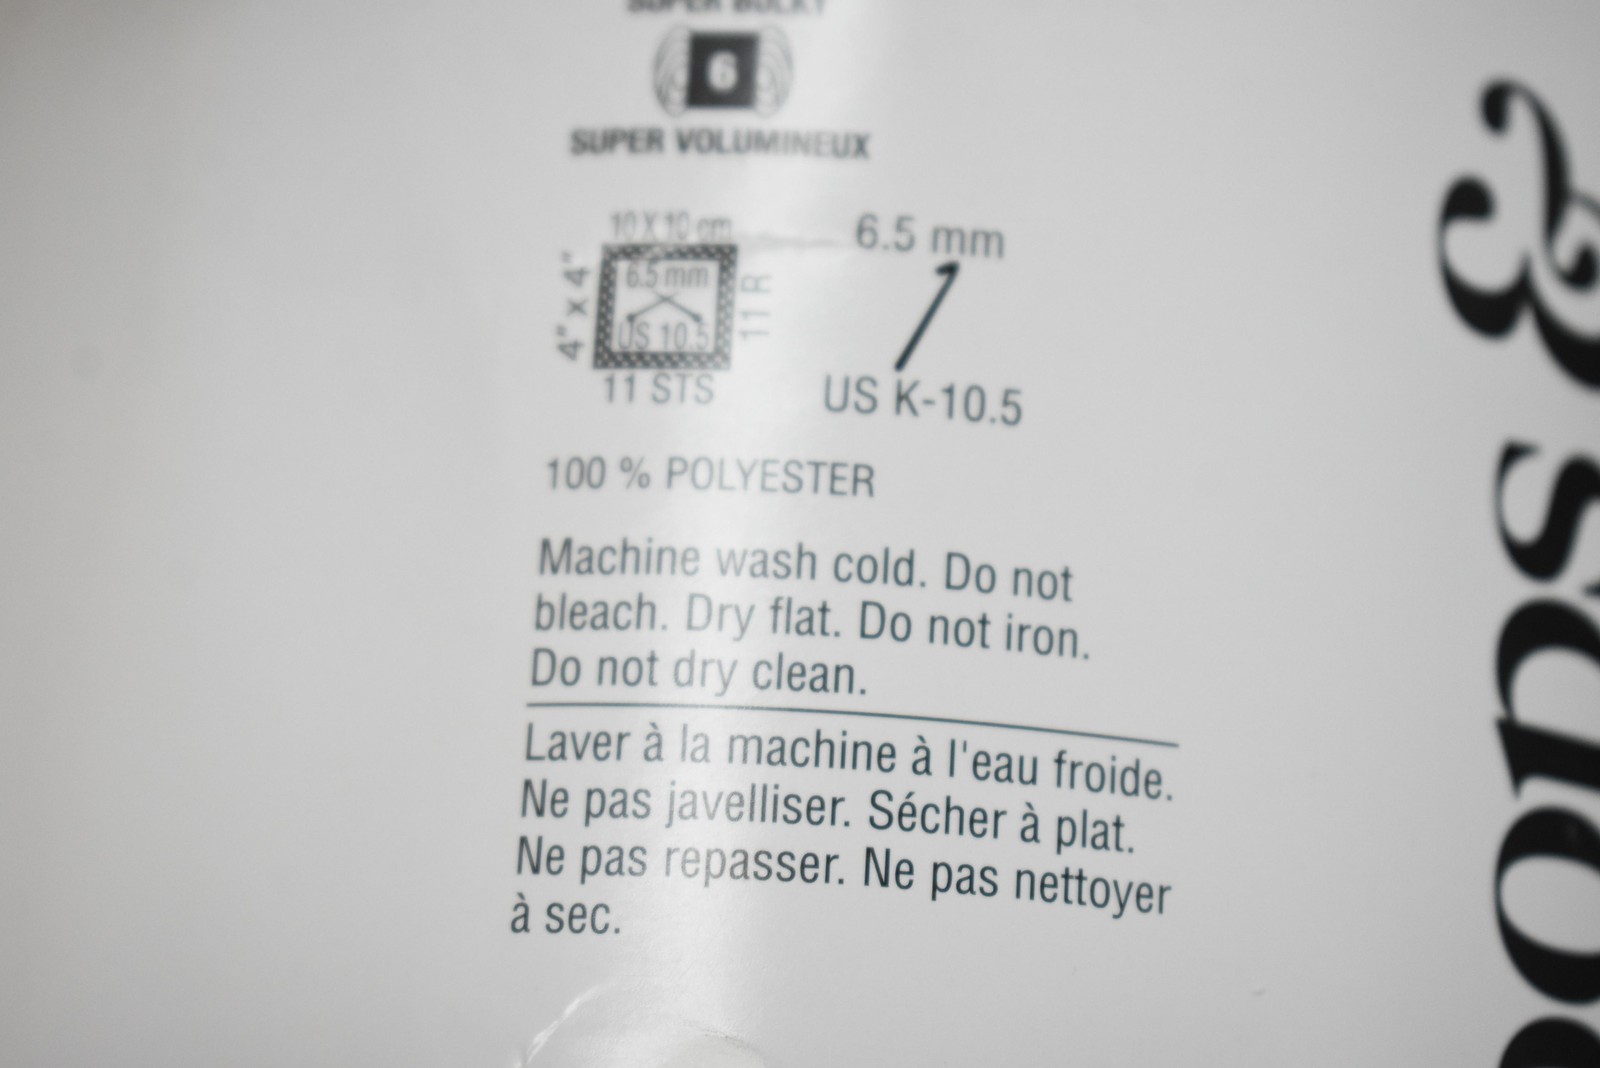 SUPER BULKY
6
SUPER VOLUMINEUX
10 X 10 cm
4" x 4"
6.5 mm
US 10.5
11 R
11 STS
6.5 mm
US K-10.5
100 % POLYESTER
Machine wash cold. Do not
bleach. Dry flat. Do not iron.
Do not dry clean.
Laver à la machine à l'eau froide.
Ne pas javelliser. Sécher à plat.
Ne pas repasser. Ne pas nettoyer
à sec.
&